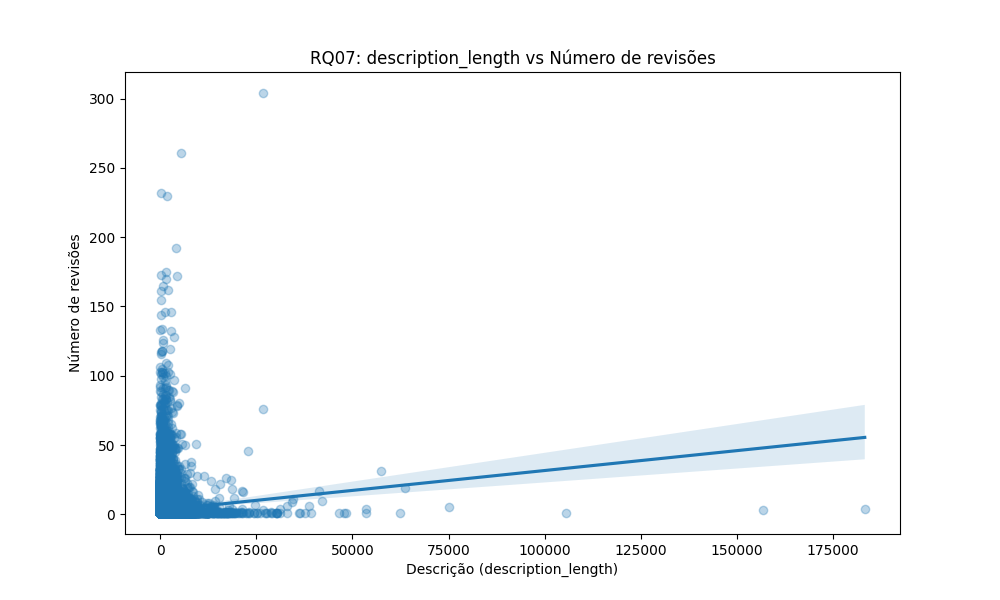 RQ07: description_length vs Número de revisões
300
250
200
150
100
50
0
Número de revisões
0 25000 50000 75000 100000 125000 150000 175000
Descrição (description_length)